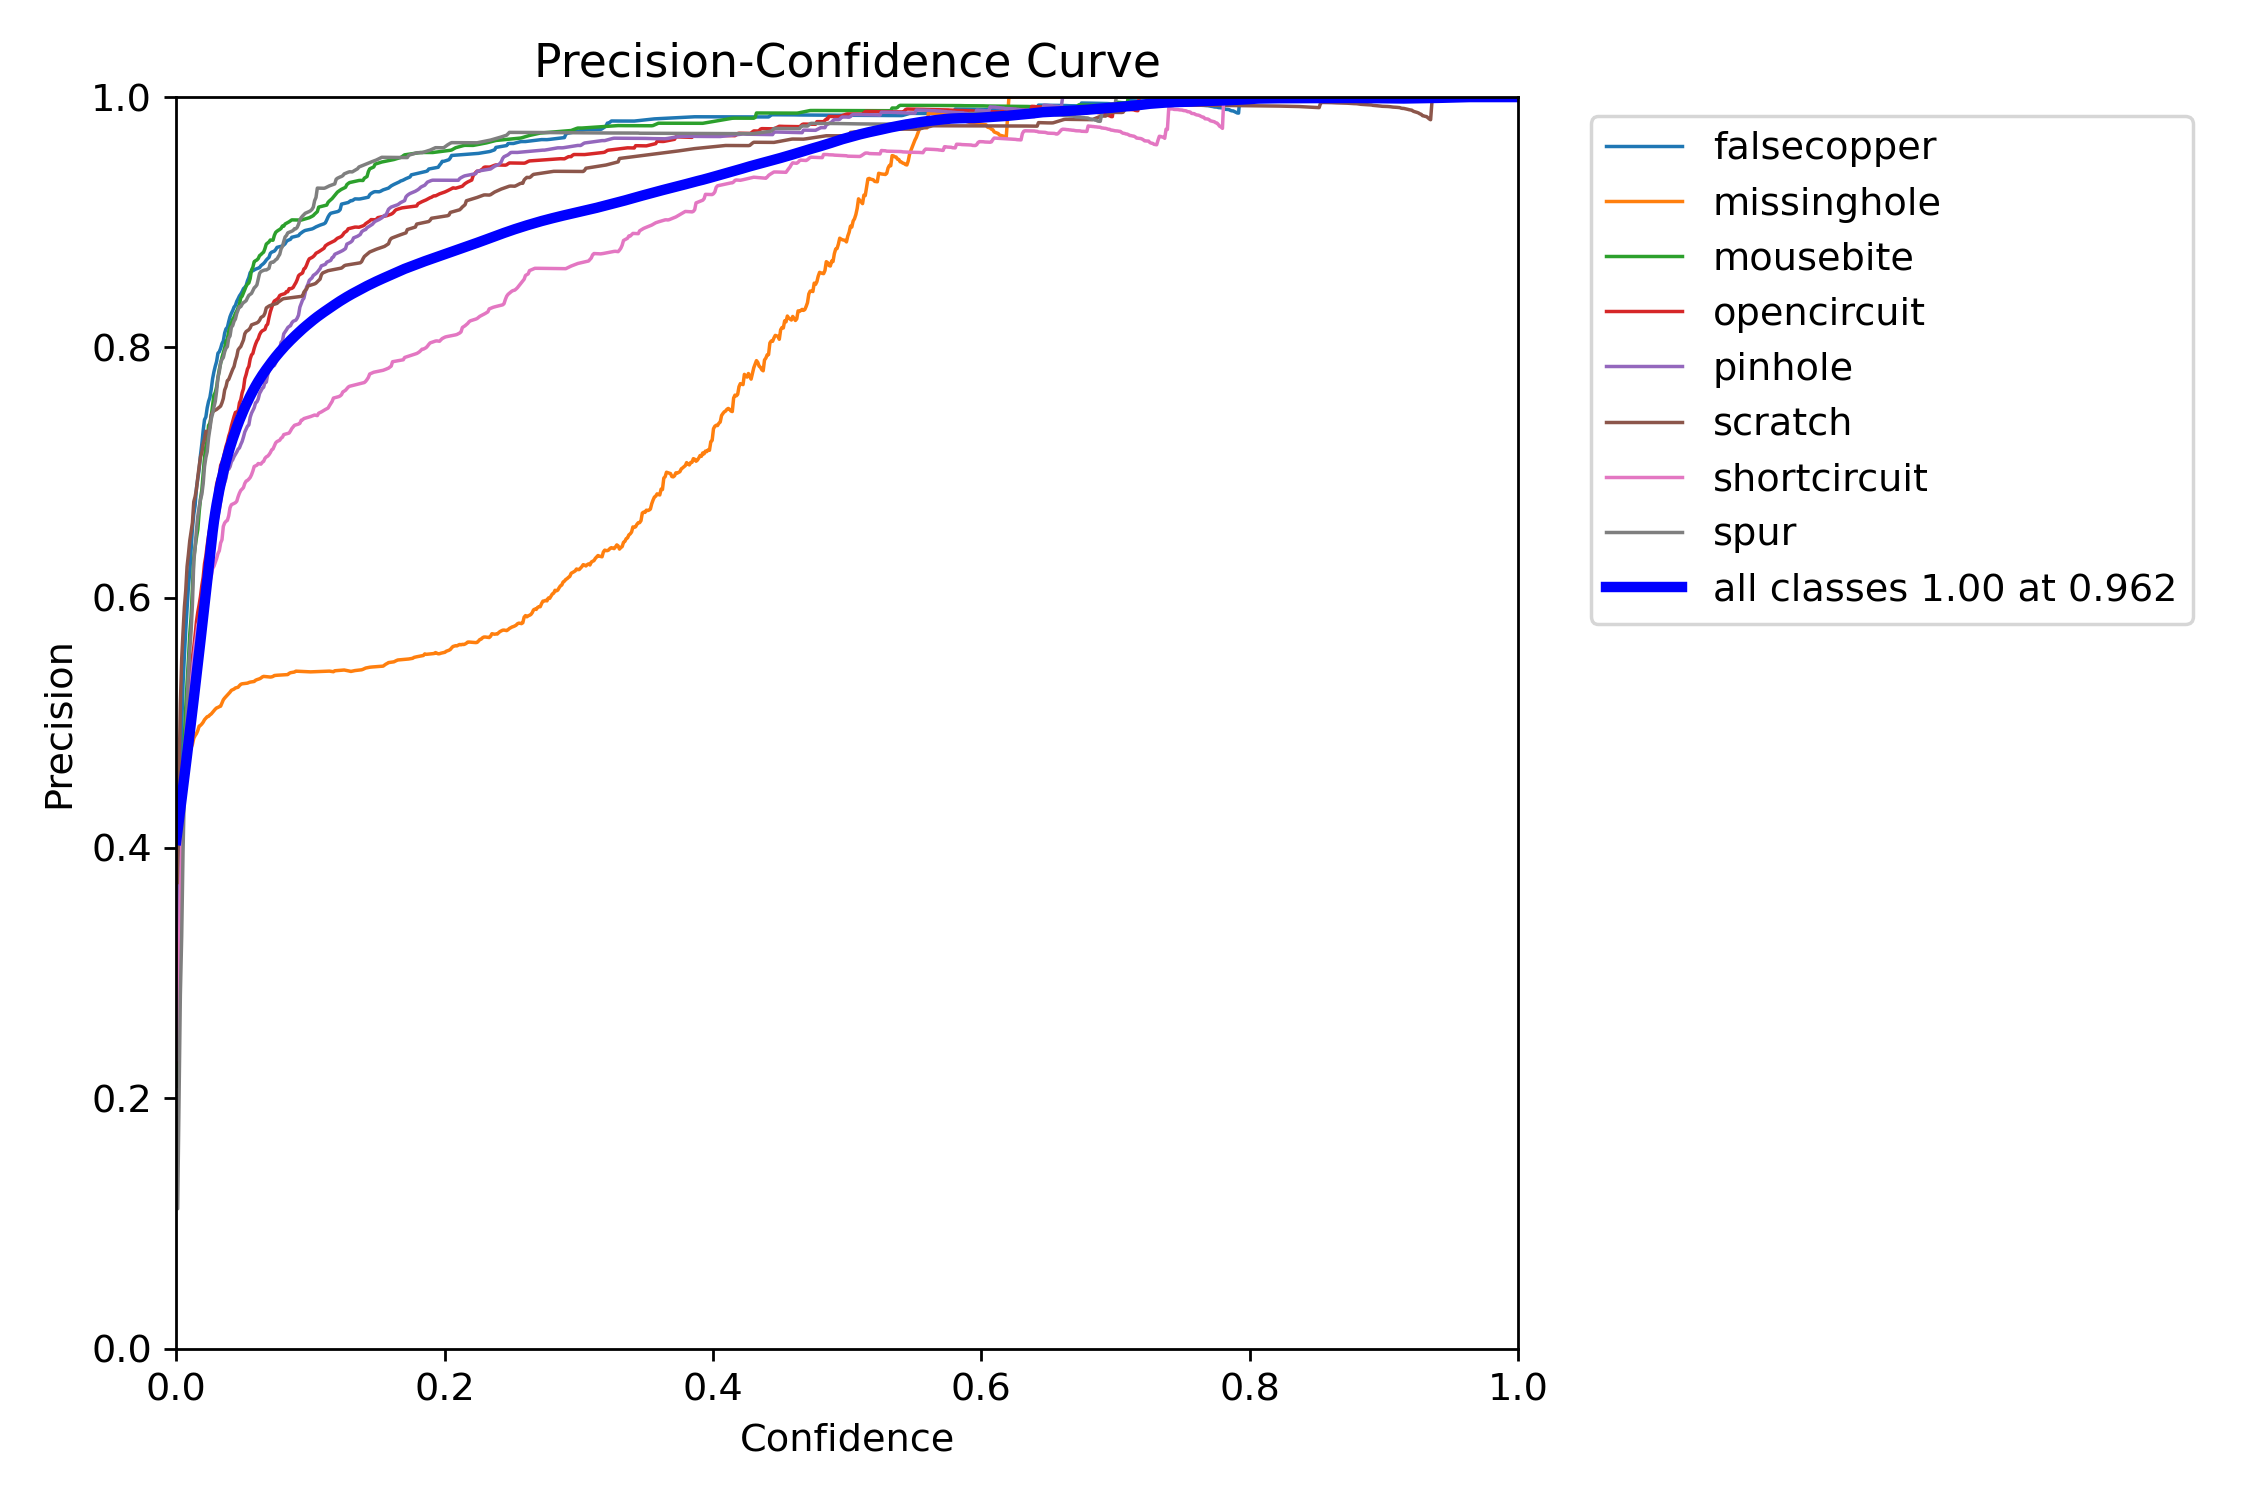 Precision-Confidence Curve
1.0
0.8
0.6
0.4
0.2
0.0
Precision
0.0 0.2 0.4 0.6 0.8 1.0
Confidence
falsecopper
missinghole
mousebite
opencircuit
pinhole
scratch
shortcircuit
spur
all classes 1.00 at 0.962